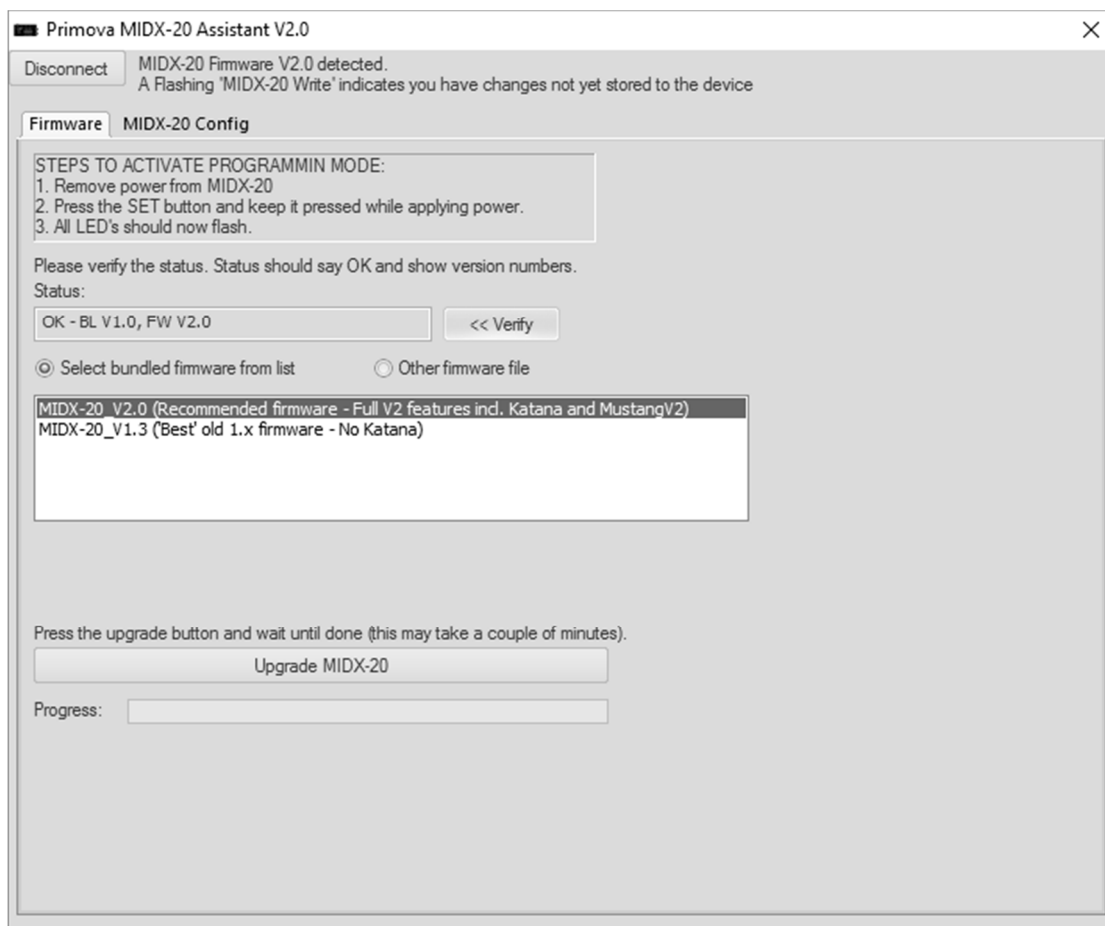 Primova MIDX-20 Assistant V2.0
Disconnect
MIDX-20 Firmware V2.0 detected.
A Flashing "MIDX-20 Write" indicates you have changes not yet stored to the device
Firmware MIDX-20 Config
STEPS TO ACTIVATE PROGRAMMIN MODE:
1. Remove power from MIDX-20
2. Press the SET button and keep it pressed while applying power.
3. All LED's should now flash.
Please verify the status. Status should say OK and show version numbers.
Status:
OK - BL V1.0, FW V2.0 << Verify
Select bundled firmware from list Other firmware file
MIDX-20_V2.0 (Recommended firmware - Full V2 features incl. Katana and MustangV2)
MIDX-20_V1.3 ('Best' old 1.x firmware - No Katana)
Press the upgrade button and wait until done (this may take a couple of minutes).
Upgrade MIDX-20
Progress: